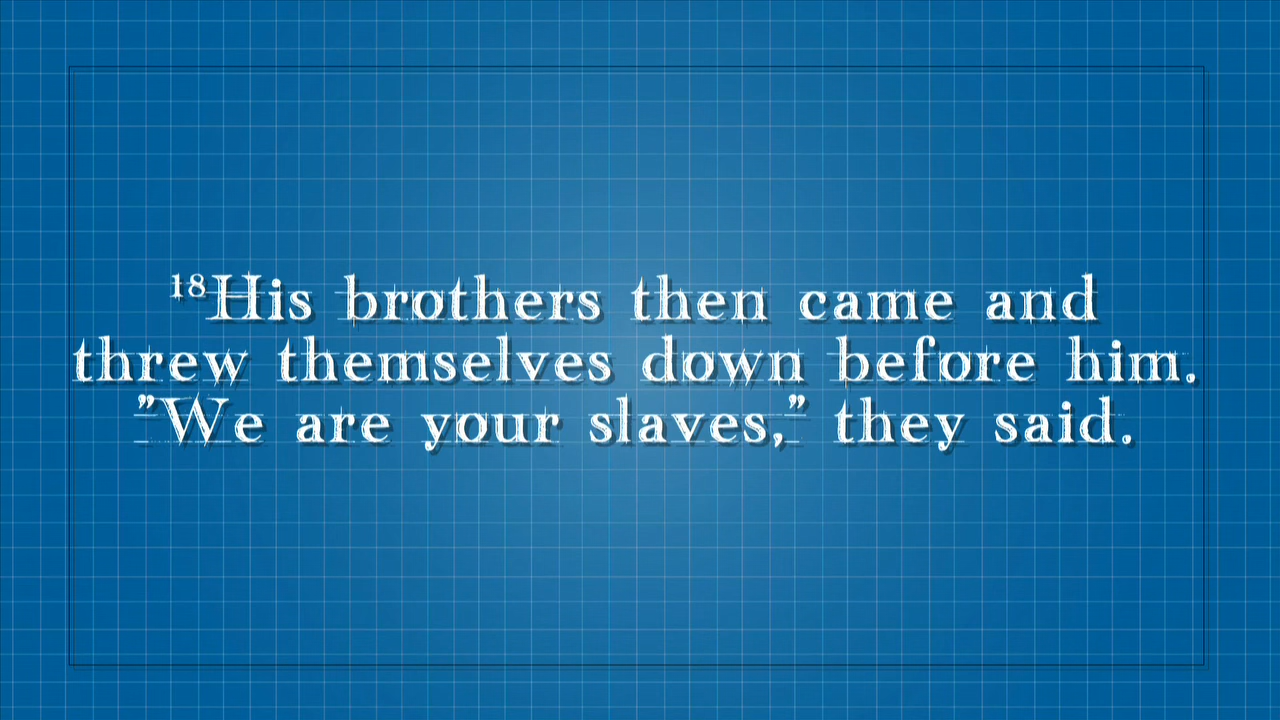 ¹⁸His brothers then came and
threw themselves down before him.
"We are your slaves," they said.